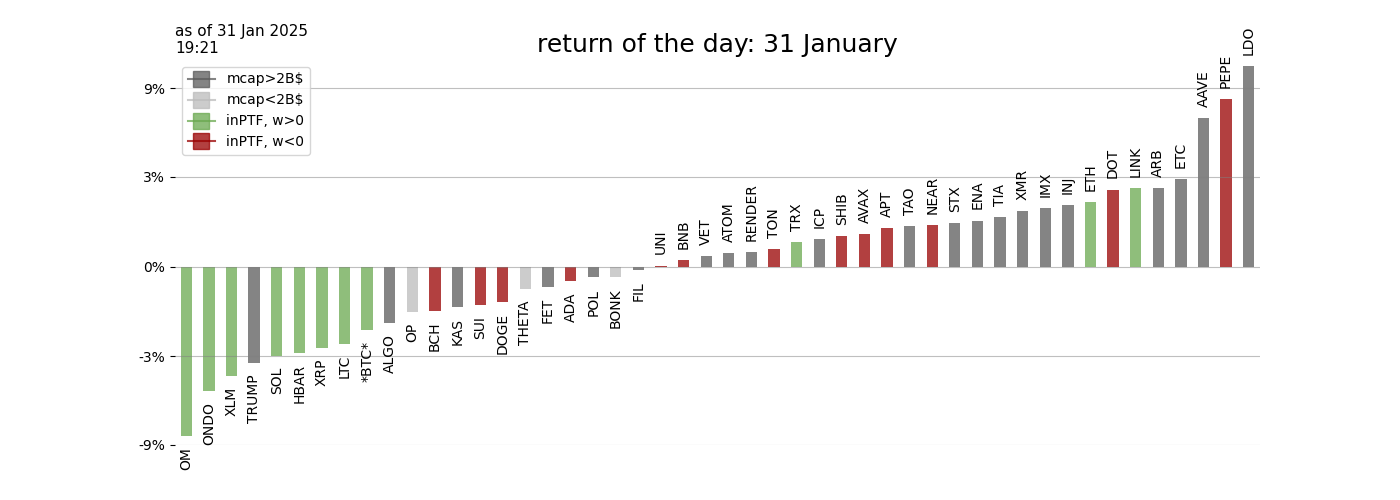 as of 31 Jan 2025
19:21
return of the day: 31 January
mcap>2B$
mcap<2B$
inPTF, w>0
inPTF, w<0
9%
3%
0%
-3%
-9%
OM
ONDO
XLM
TRUMP
SOL
HBAR
XRP
LTC
*BTC*
ALGO
OP
BCH
KAS
SUI
DOGE
THETA
FET
ADA
POL
BONK
FIL
UNI
BNB
VET
ATOM
RENDER
TON
TRX
ICP
SHIB
AVAX
APT
TAO
NEAR
STX
ENA
TIA
XMR
IMX
INJ
ETH
DOT
LINK
ARB
ETC
AAVE
PEPE
LDO